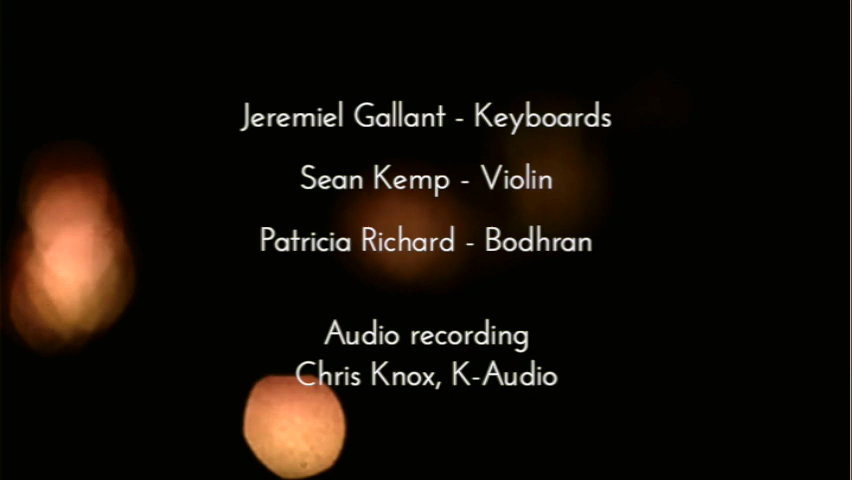 Jeremiel Gallant - Keyboards
Sean Kemp - Violin
Patricia Richard - Bodhran
Audio recording
Chris Knox, K-Audio